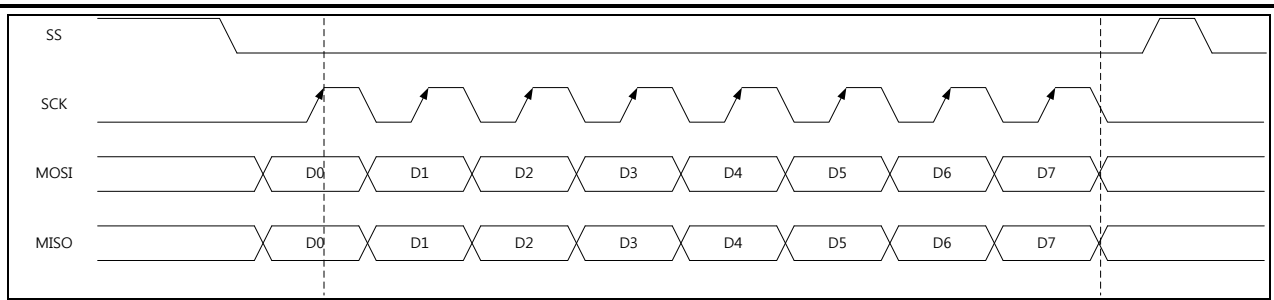 SS
SCK
MOSI D0 D1 D2 D3 D4 D5 D6 D7
MISO D0 D1 D2 D3 D4 D5 D6 D7